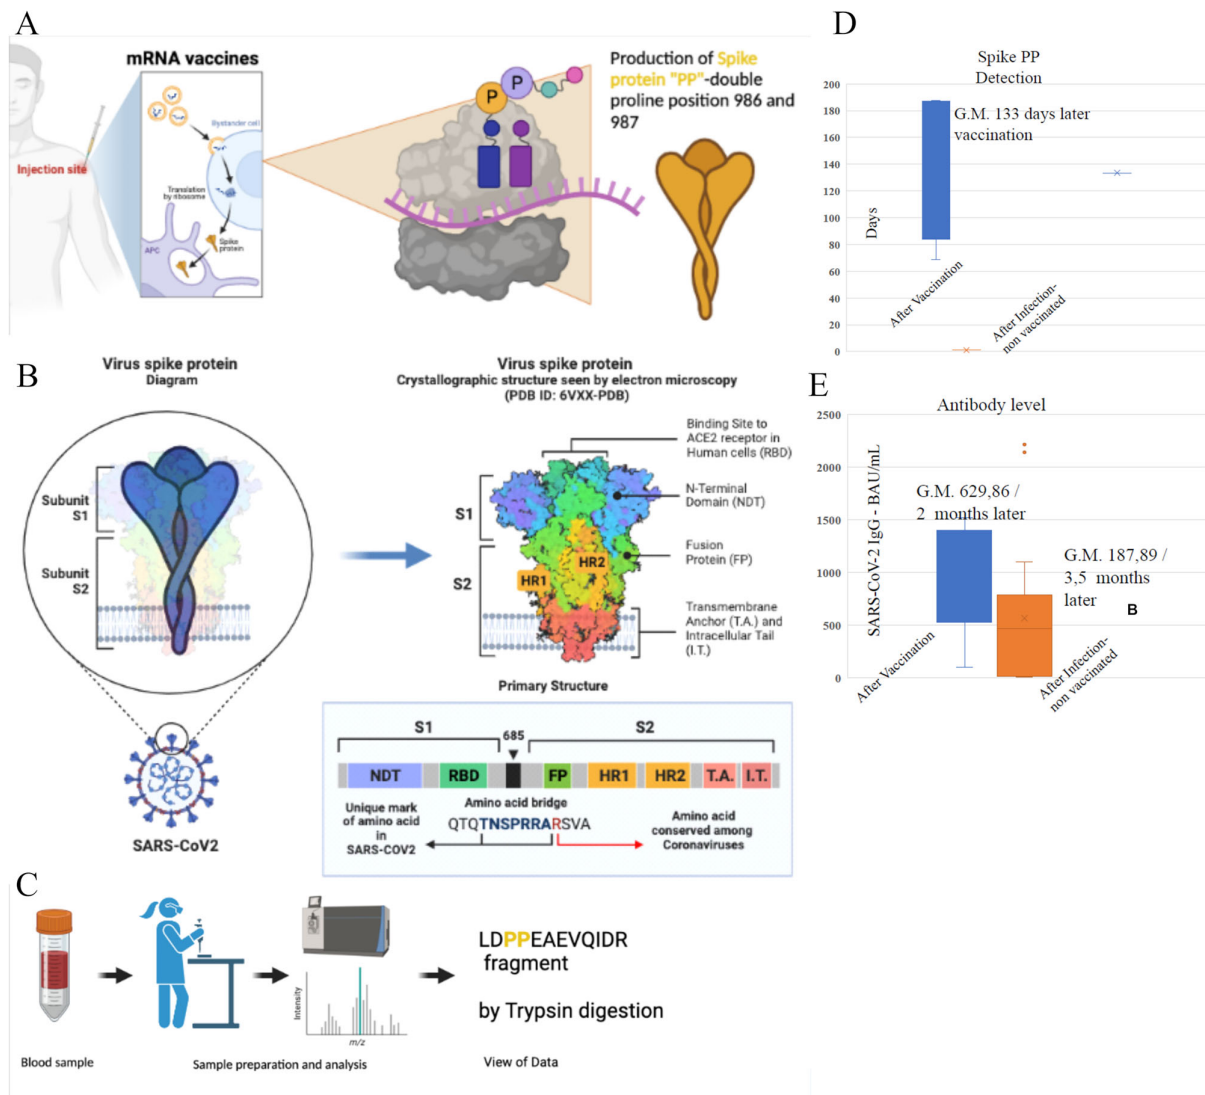 A
mRNA vaccines
Injection site
Bystander cell
Translation
by ribosome
Spike
protein
APC
P
P
Production of Spike
protein "PP"-double
proline position 986 and
987
B
Virus spike protein
Diagram
Subunit
S1
Subunit
S2
SARS-CoV2
Virus spike protein
Crystallographic structure seen by electron microscopy
(PDB ID: 6VXX-PDB)
S1
S2
HR1
HR2
Binding Site to
ACE2 receptor in
Human cells (RBD)
N-Terminal
Domain (NDT)
Fusion
Protein (FP)
Transmembrane
Anchor (T.A.) and
Intracellular Tail
(I.T.)
Primary Structure
S1
685
S2
NDT
RBD
FP
HR1
HR2
T.A.
I.T.
Unique mark
of amino acid
in
SARS-COV2
Amino acid bridge
QTQTNSPRRARSVA
Amino acid
conserved among
Coronaviruses
C
Blood sample
Intensity
m/z
Sample preparation and analysis
LDPPEAEVQIDR
fragment
by Trypsin digestion
View of Data
D
Spike PP
Detection
200
180
160
140
120
100
80
60
40
20
0
Days
G.M. 133 days later
vaccination
After Vaccination
After Infection-
non vaccinated
E
Antibody level
2500
2000
1500
1000
500
0
SARS-CoV-2 IgG - BAU/mL
G.M. 629,86 /
2 months later
G.M. 187,89 /
3,5 months
later
B
After Vaccination
After Infection-
non vaccinated